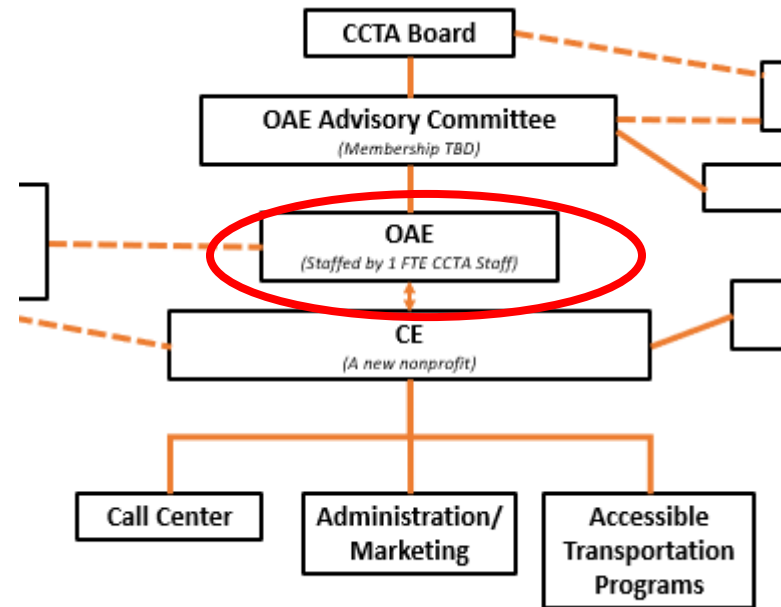 CCTA Board
OAE Advisory Committee
(Membership TBD)
OAE
(Staffed by 1 FTE CCTA Staff)
CE
(A new nonprofit)
Call Center
Administration/
Marketing
Accessible
Transportation
Programs